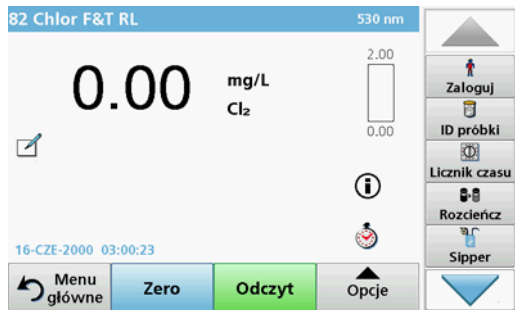 82 Chlor F&T RL
530 nm
2.00
0.00
mg/L
Cl₂
0.00
16-CZE-2000 03:00:23
Menu
główne
Zero
Odczyt
Opcje
Zaloguj
ID próbki
Licznik czasu
Rozcieńcz
Sipper